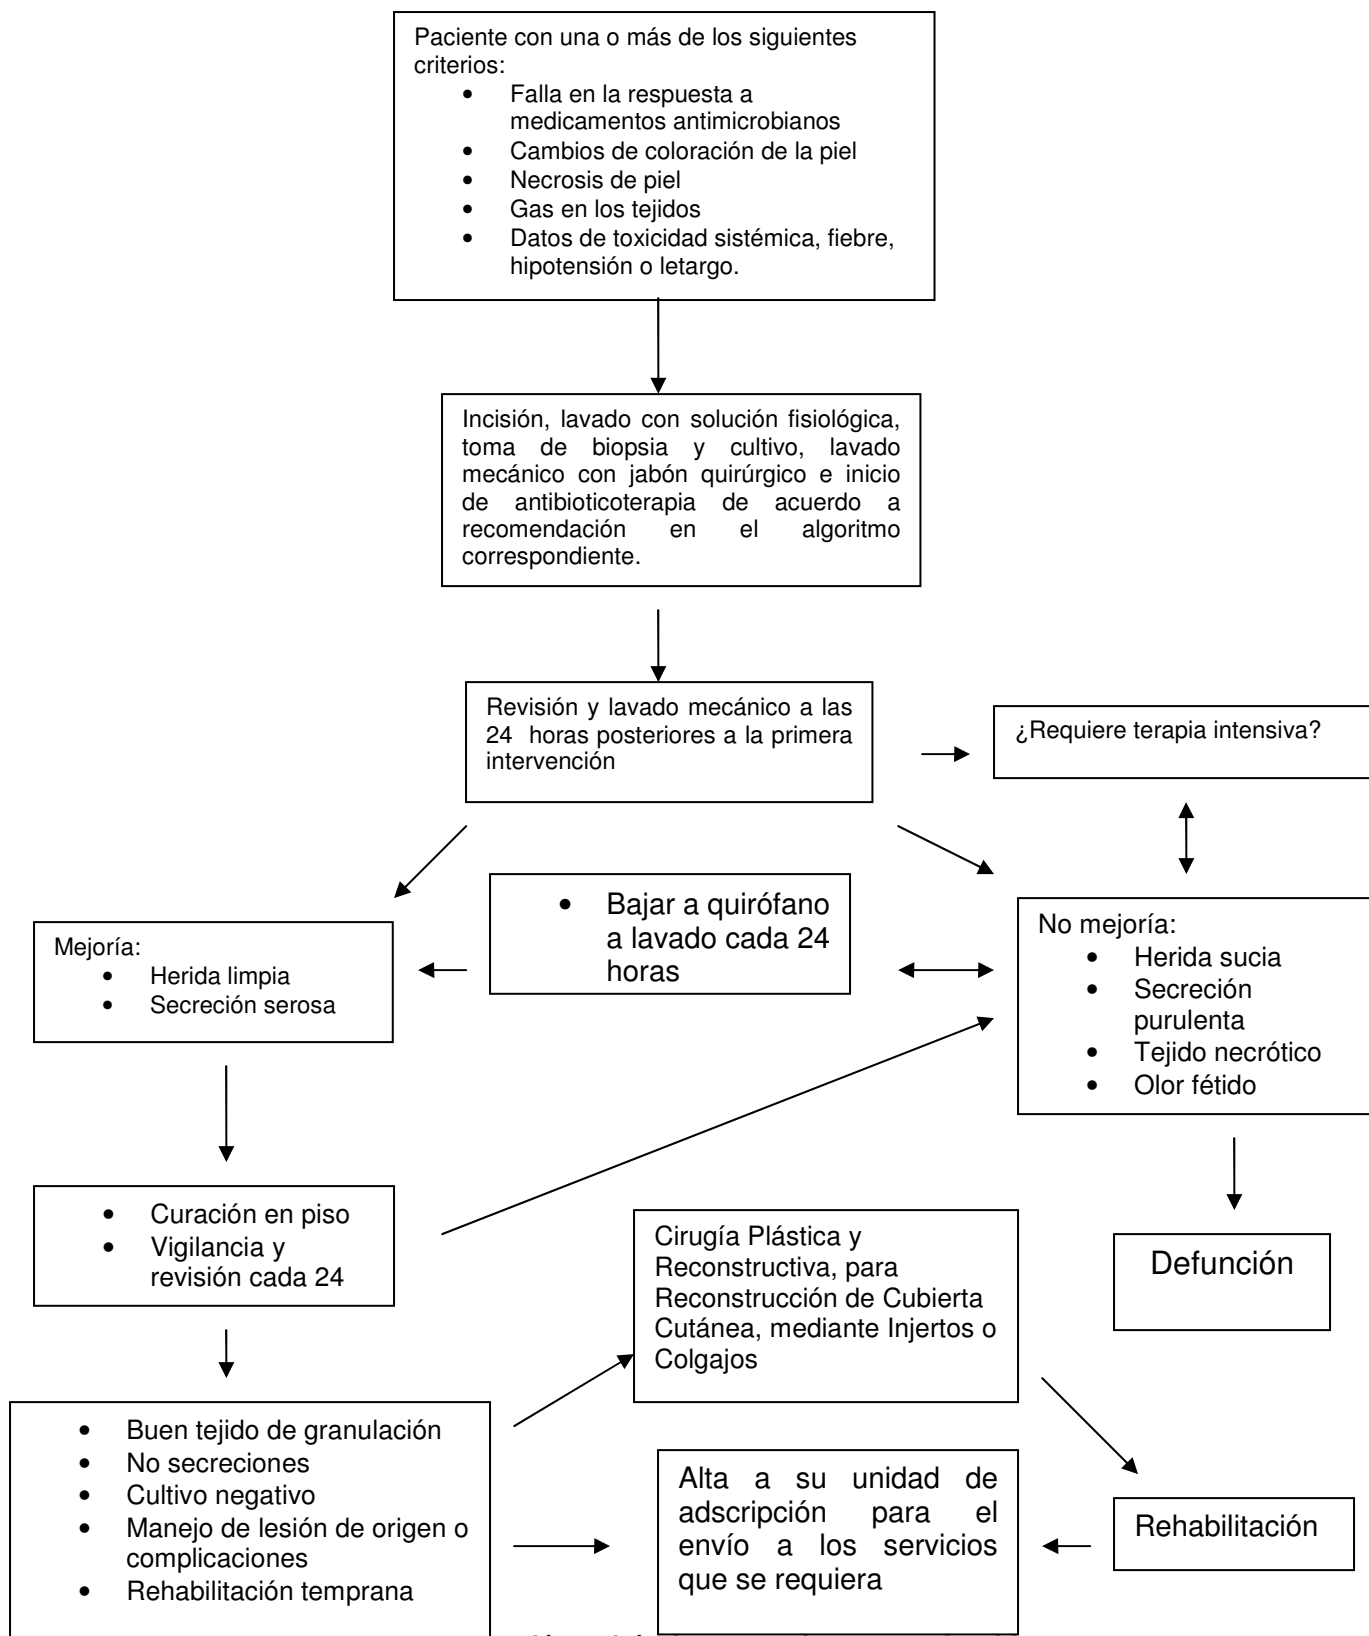 Paciente con una o más de los siguientes
criterios:
• Falla en la respuesta a
medicamentos antimicrobianos
• Cambios de coloración de la piel
• Necrosis de piel
• Gas en los tejidos
• Datos de toxicidad sistémica, fiebre,
hipotensión o letargo.
Incisión, lavado con solución fisiológica,
toma de biopsia y cultivo, lavado
mecánico con jabón quirúrgico e inicio
de antibioticoterapia de acuerdo a
recomendación en el algoritmo
correspondiente.
Revisión y lavado mecánico a las
24 horas posteriores a la primera
intervención
¿Requiere terapia intensiva?
• Bajar a quirófano
a lavado cada 24
horas
Mejoría:
• Herida limpia
• Secreción serosa
No mejoría:
• Herida sucia
• Secreción
purulenta
• Tejido necrótico
• Olor fétido
• Curación en piso
• Vigilancia y
revisión cada 24
Cirugía Plástica y
Reconstructiva, para
Reconstrucción de Cubierta
Cutánea, mediante Injertos o
Colgajos
Defunción
• Buen tejido de granulación
• No secreciones
• Cultivo negativo
• Manejo de lesión de origen o
complicaciones
• Rehabilitación temprana
Alta a su unidad de
adscripción para el
envío a los servicios
que se requiera
Rehabilitación